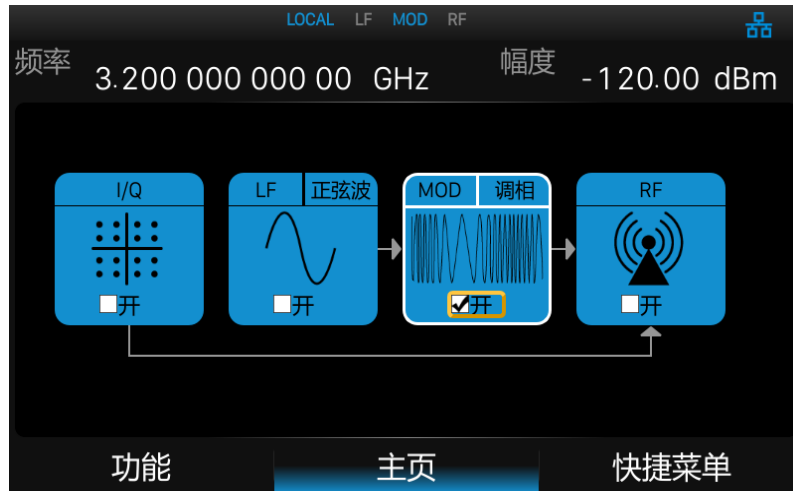 LOCAL LF MOD RF
频率 3.200 000 000 00 GHz 幅度 -120.00 dBm
I/Q LF 正弦波 MOD 调相 RF
开 开 开 开
功能 主页 快捷菜单